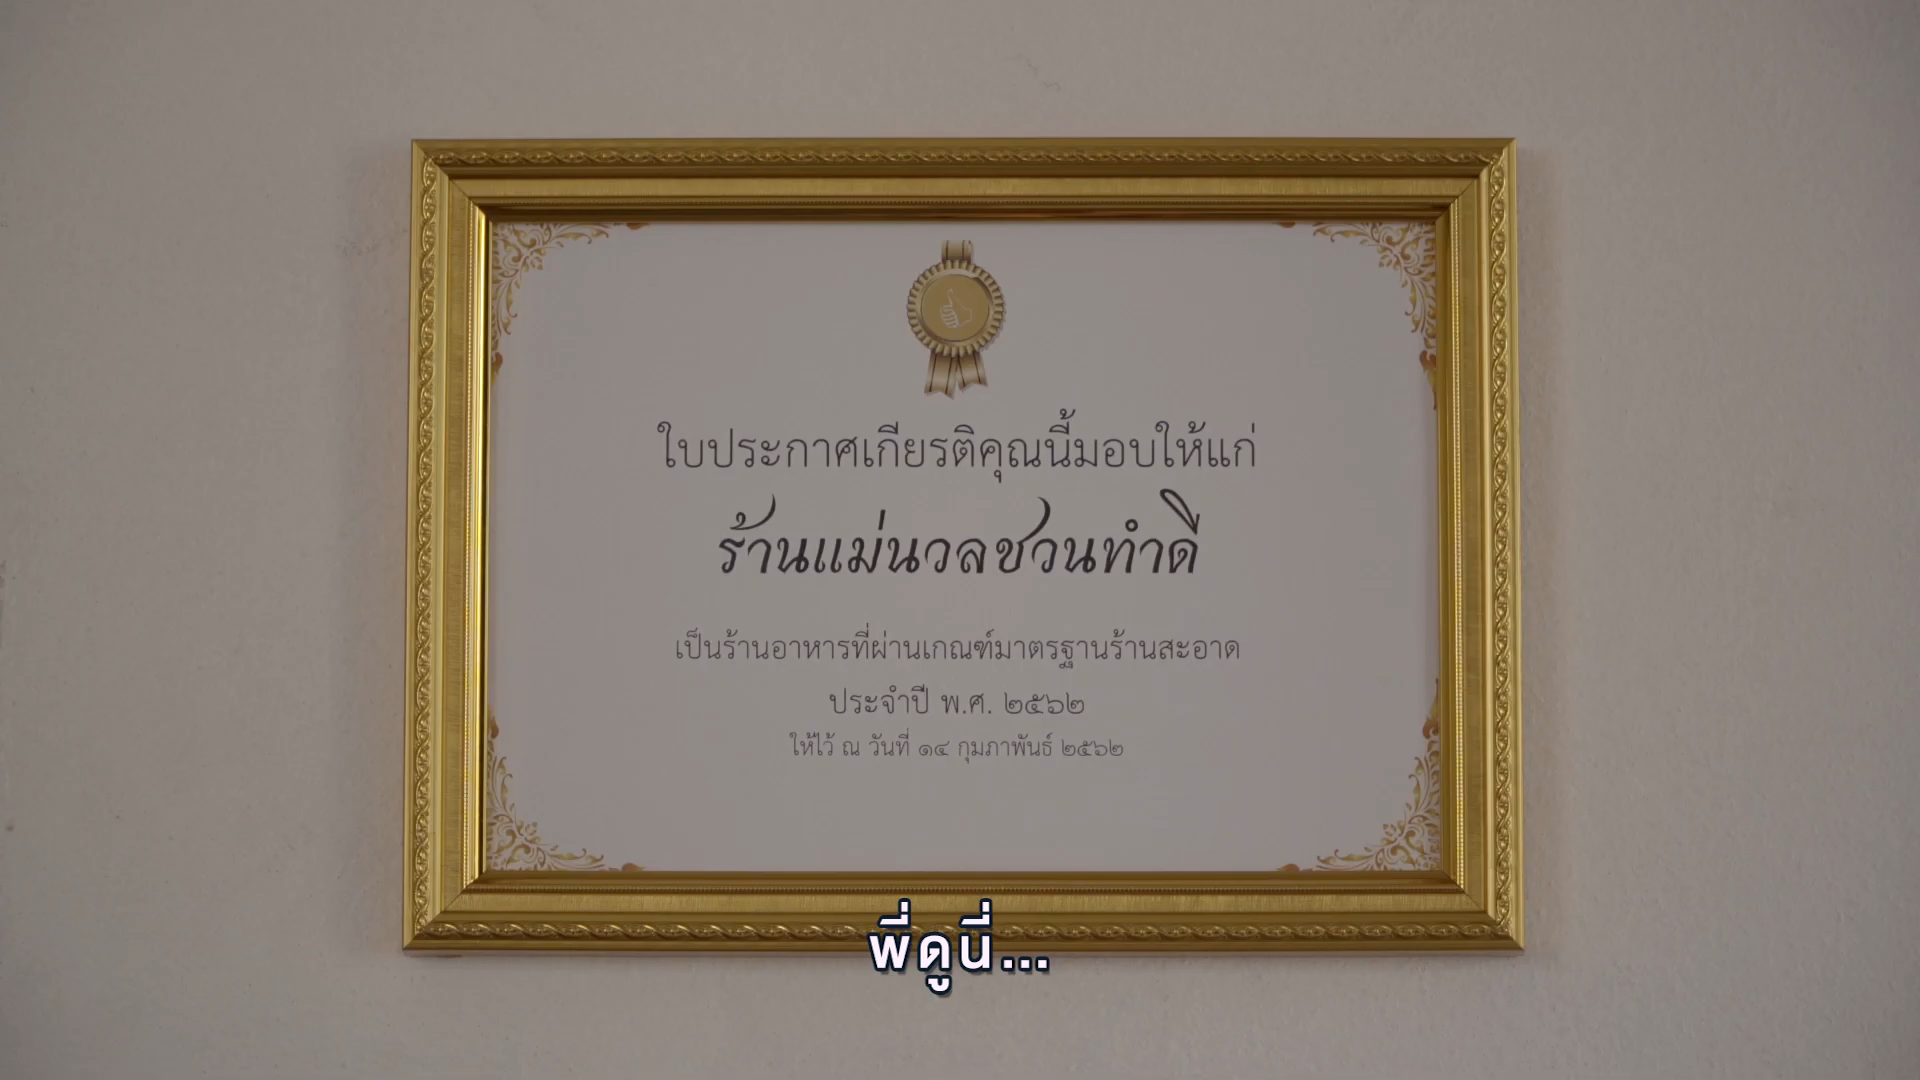 ใบประกาศเกียรติคุณนี้มอบให้แก่
ร้านแม่นวลชวนทำดี
เป็นร้านอาหารที่ผ่านเกณฑ์มาตรฐานร้านสะอาด
ประจำปี พ.ศ. ๒๕๖๒
ให้ไว้ ณ วันที่ ๑๔ กุมภาพันธ์ ๒๕๖๒
พี่ดูนี่...